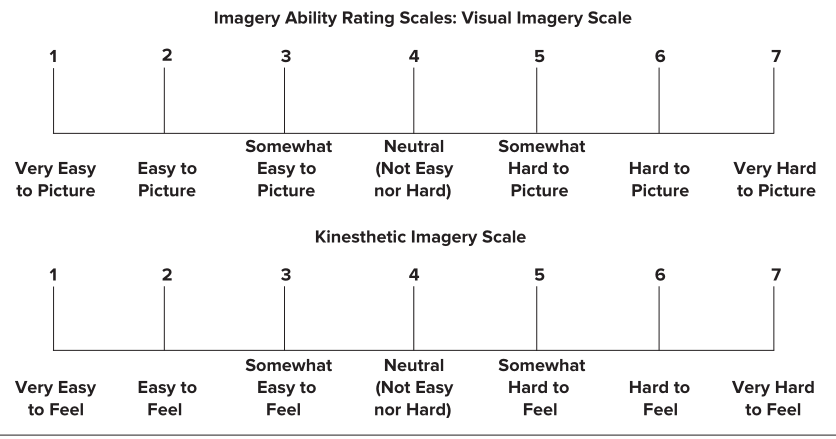 Imagery Ability Rating Scales: Visual Imagery Scale
1 2 3 4 5 6 7
Somewhat Neutral Somewhat
Very Easy Easy to Easy to (Not Easy Hard to Hard to Very Hard
to Picture Picture Picture nor Hard) Picture Picture to Picture
Kinesthetic Imagery Scale
1 2 3 4 5 6 7
Somewhat Neutral Somewhat
Very Easy Easy to Easy to (Not Easy Hard to Hard to Very Hard
to Feel Feel Feel nor Hard) Feel Feel to Feel